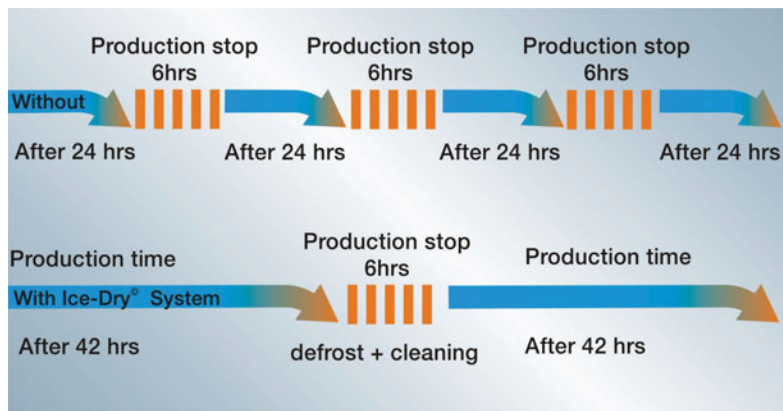 Production stop
6hrs
Production stop
6hrs
Production stop
6hrs
Without
After 24 hrs
After 24 hrs
After 24 hrs
After 24 hrs
Production time
Production stop
6hrs
Production time
With Ice-Dry© System
After 42 hrs
defrost + cleaning
After 42 hrs